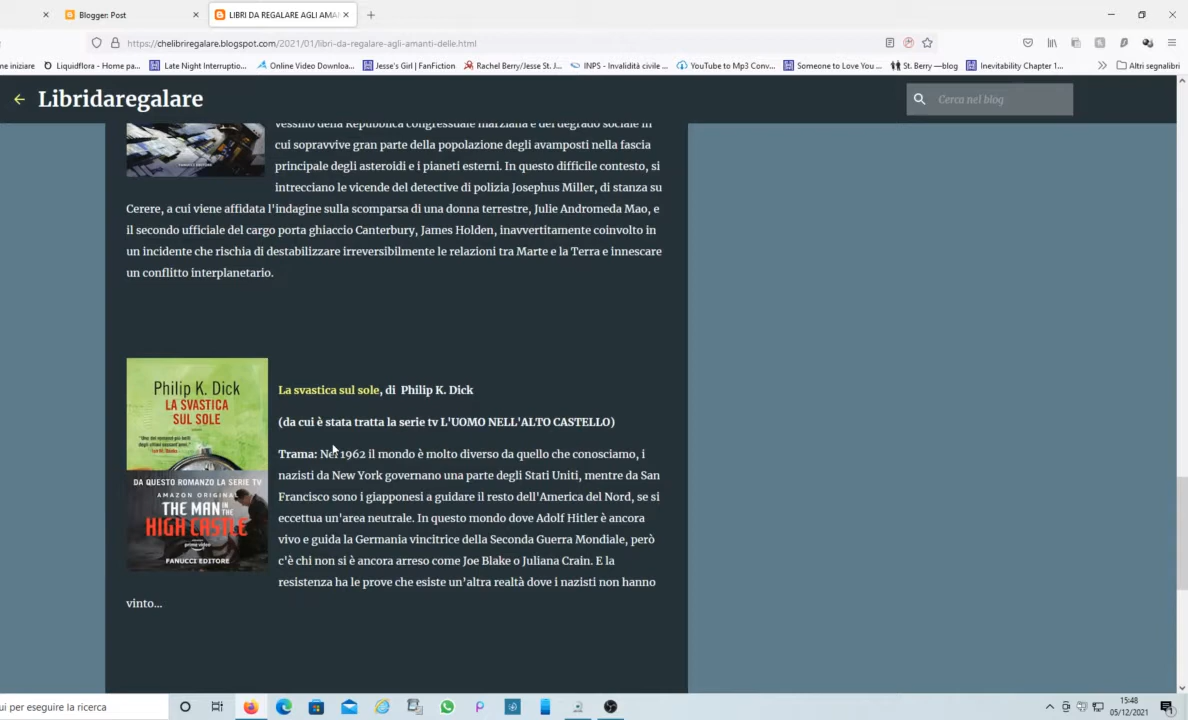 Blogger: Post
LIBRI DA REGALARE AGLI AMAN
https://chelibriregalare.blogspot.com/2021/01/libri-da-regalare-agli-amanti-delle.html
me iniziare
Liquidflora - Home pa...
Late Night Interruptio...
Online Video Downloa...
Jesse's Girl | FanFiction
Rachel Berry/Jesse St. J...
INPS - Invalidità civile ...
YouTube to Mp3 Conv...
Someone to Love You ...
St. Berry —blog
Inevitability Chapter 1...
Altri segnalibri
Libridaregalare
Cerca nel blog
vessillo della Repubblica congressuale marziana e del degrado sociale in
cui sopravvive gran parte della popolazione degli avamposti nella fascia
principale degli asteroidi e i pianeti esterni. In questo difficile contesto, si
intrecciano le vicende del detective di polizia Josephus Miller, di stanza su
Cerere, a cui viene affidata l'indagine sulla scomparsa di una donna terrestre, Julie Andromeda Mao, e
il secondo ufficiale del cargo porta ghiaccio Canterbury, James Holden, inavvertitamente coinvolto in
un incidente che rischia di destabilizzare irreversibilmente le relazioni tra Marte e la Terra e innescare
un conflitto interplanetario.
FANUCCI EDITORE
Philip K. Dick
LA SVASTICA
SUL SOLE
DA QUESTO ROMANZO LA SERIE TV
AMAZON ORIGINAL
THE MAN IN THE
HIGH CASTLE
prime video
FANUCCI EDITORE
La svastica sul sole, di Philip K. Dick
(da cui è stata tratta la serie tv L'UOMO NELL'ALTO CASTELLO)
Trama: Nel 1962 il mondo è molto diverso da quello che conosciamo, i
nazisti da New York governano una parte degli Stati Uniti, mentre da San
Francisco sono i giapponesi a guidare il resto dell'America del Nord, se si
eccettua un'area neutrale. In questo mondo dove Adolf Hitler è ancora
vivo e guida la Germania vincitrice della Seconda Guerra Mondiale, però
c'è chi non si è ancora arreso come Joe Blake o Juliana Crain. E la
resistenza ha le prove che esiste un'altra realtà dove i nazisti non hanno
vinto...
ui per eseguire la ricerca
15:48
05/12/2021